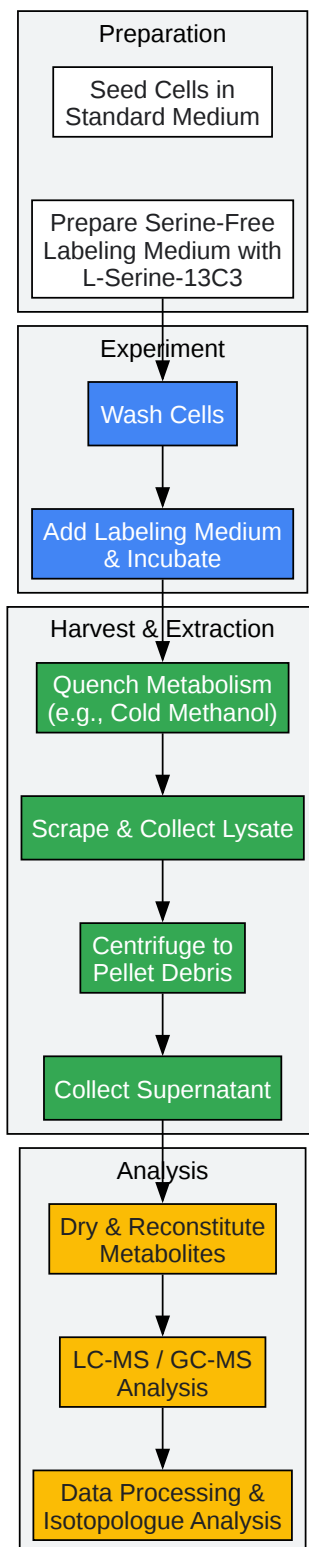 Preparation
Seed Cells in
Standard Medium
Prepare Serine-Free
Labeling Medium with
L-Serine-13C3
Experiment
Wash Cells
Add Labeling Medium
& Incubate
Harvest & Extraction
Quench Metabolism
(e.g., Cold Methanol)
Scrape & Collect Lysate
Centrifuge to
Pellet Debris
Collect Supernatant
Analysis
Dry & Reconstitute
Metabolites
LC-MS / GC-MS
Analysis
Data Processing &
Isotopologue Analysis